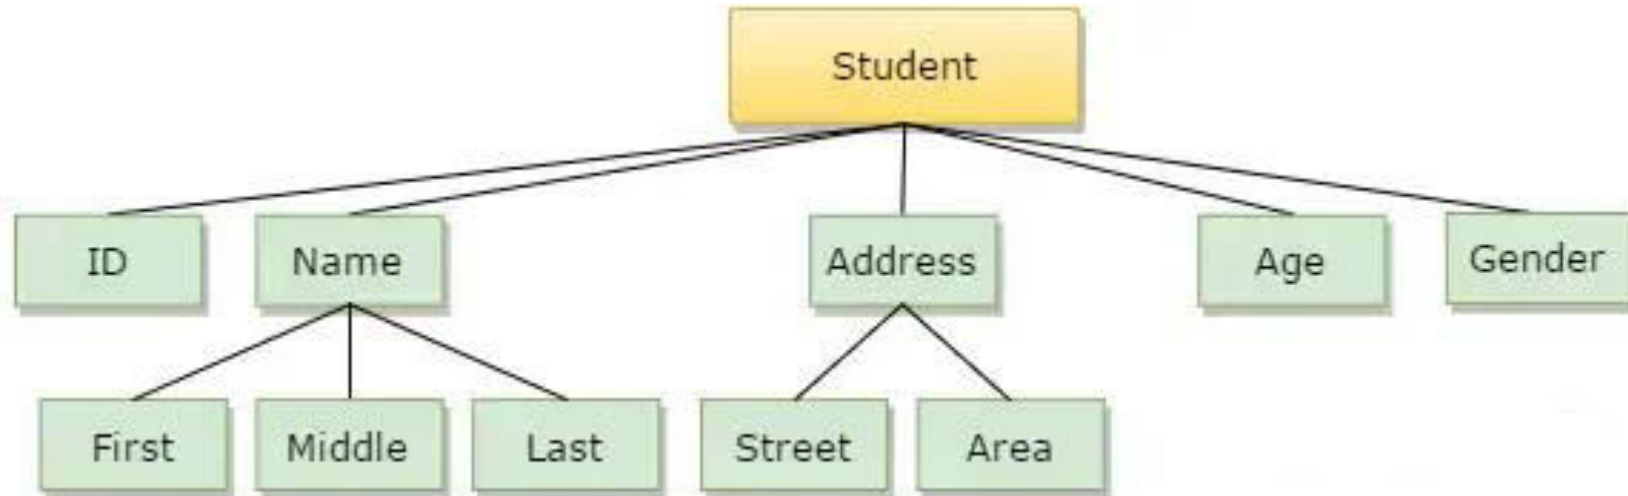 Student
ID
Name
Address
Age
Gender
First
Middle
Last
Street
Area